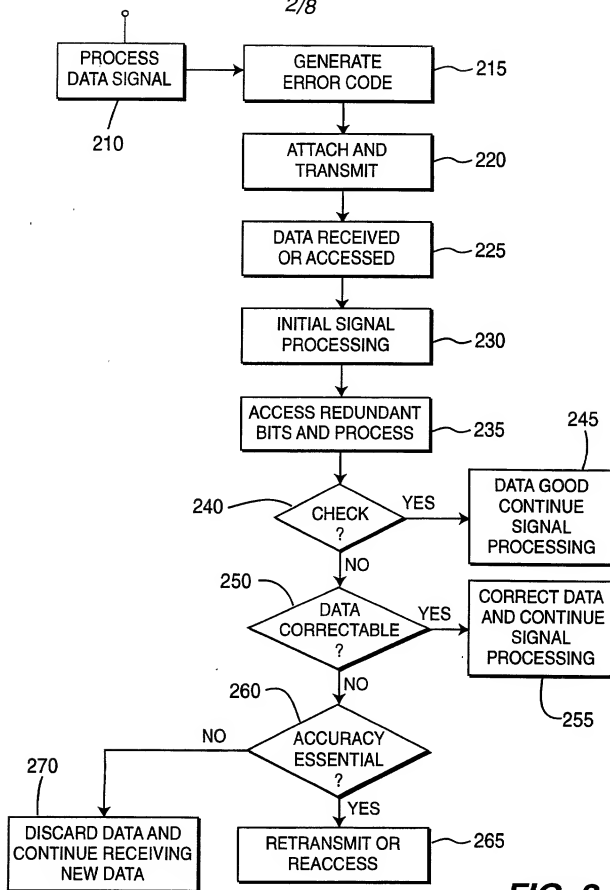 2/8
PROCESS
DATA SIGNAL
210
GENERATE
ERROR CODE
215
ATTACH AND
TRANSMIT
220
DATA RECEIVED
OR ACCESSED
225
INITIAL SIGNAL
PROCESSING
230
ACCESS REDUNDANT
BITS AND PROCESS
235
240
CHECK
?
YES
245
DATA GOOD
CONTINUE
SIGNAL
PROCESSING
NO
250
DATA
CORRECTABLE
?
YES
CORRECT DATA
AND CONTINUE
SIGNAL
PROCESSING
255
NO
260
ACCURACY
ESSENTIAL
?
NO
270
DISCARD DATA AND
CONTINUE RECEIVING
NEW DATA
YES
RETRANSMIT OR
REACCESS
265
FIG.